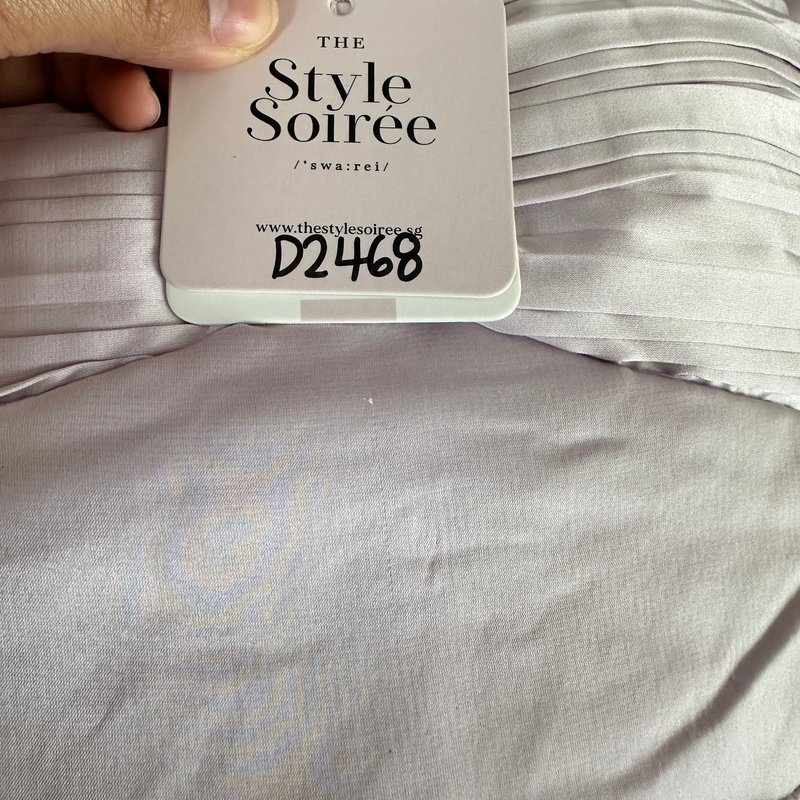 THE
Style
Soirée
/'swa:rei/
www.thestylesoiree.sg
D2468